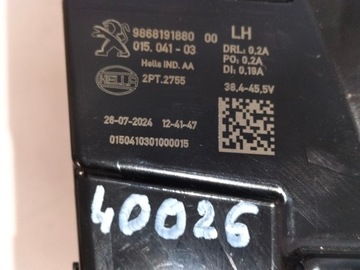 9868191880 00 LH
015.041-03 DRL: 0,2A
Hella IND. AA PO: 0,2A
HELLA 2PT.2755 DI: 0,19A
38,4-45,5V
26-07-2024 12-41-47
0150410301000015
40026